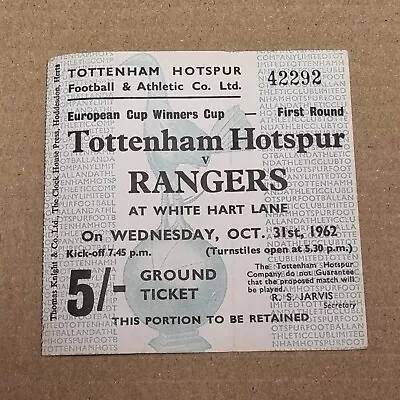 TOTTENHAM HOTSPUR
Football & Athletic Co. Ltd.
42292
European Cup Winners Cup — First Round
Tottenham Hotspur
v
RANGERS
AT WHITE HART LANE
On WEDNESDAY, OCT. 31st, 1962
Kick-off 7.45 p.m. (Turnstiles open at 5.30 p.m.)
5/- GROUND
TICKET
The Tottenham Hotspur
Company do not Guarantee
that the proposed match will
be played.
R. S. JARVIS
Secretary
THIS PORTION TO BE RETAINED
Thomas Knight & Co. Ltd., The Clock House Press, Hoddesdon, Herts